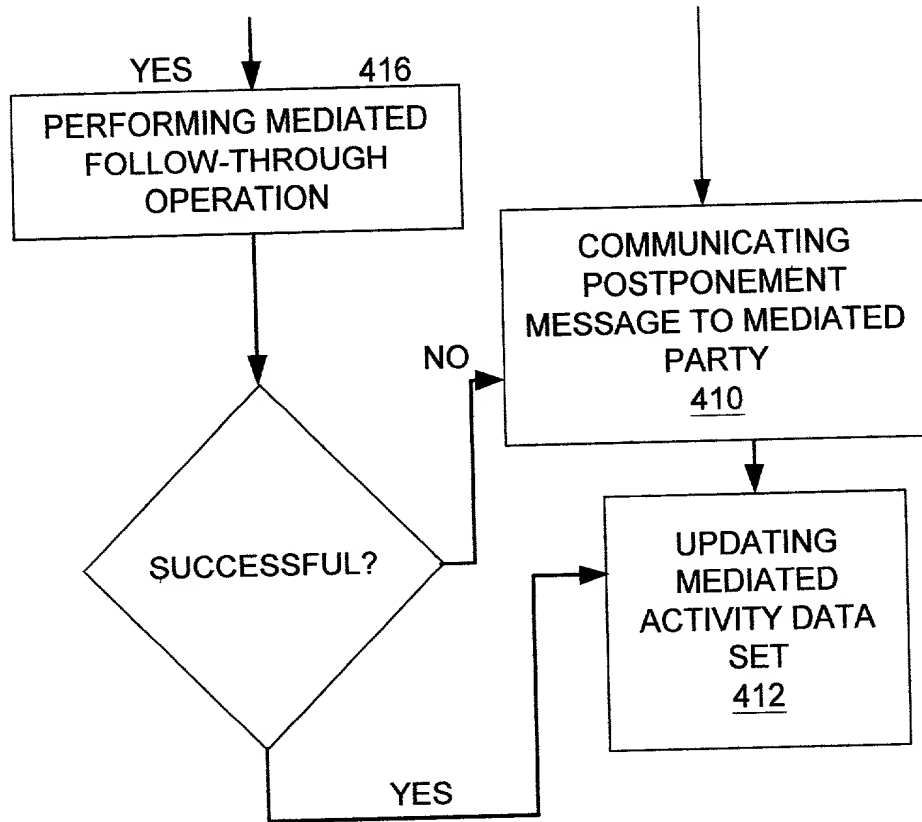 YES
416
PERFORMING MEDIATED
FOLLOW-THROUGH
OPERATION
COMMUNICATING
POSTPONEMENT
MESSAGE TO MEDIATED
PARTY
410
NO
SUCCESSFUL?
UPDATING
MEDIATED
ACTIVITY DATA
SET
412
YES